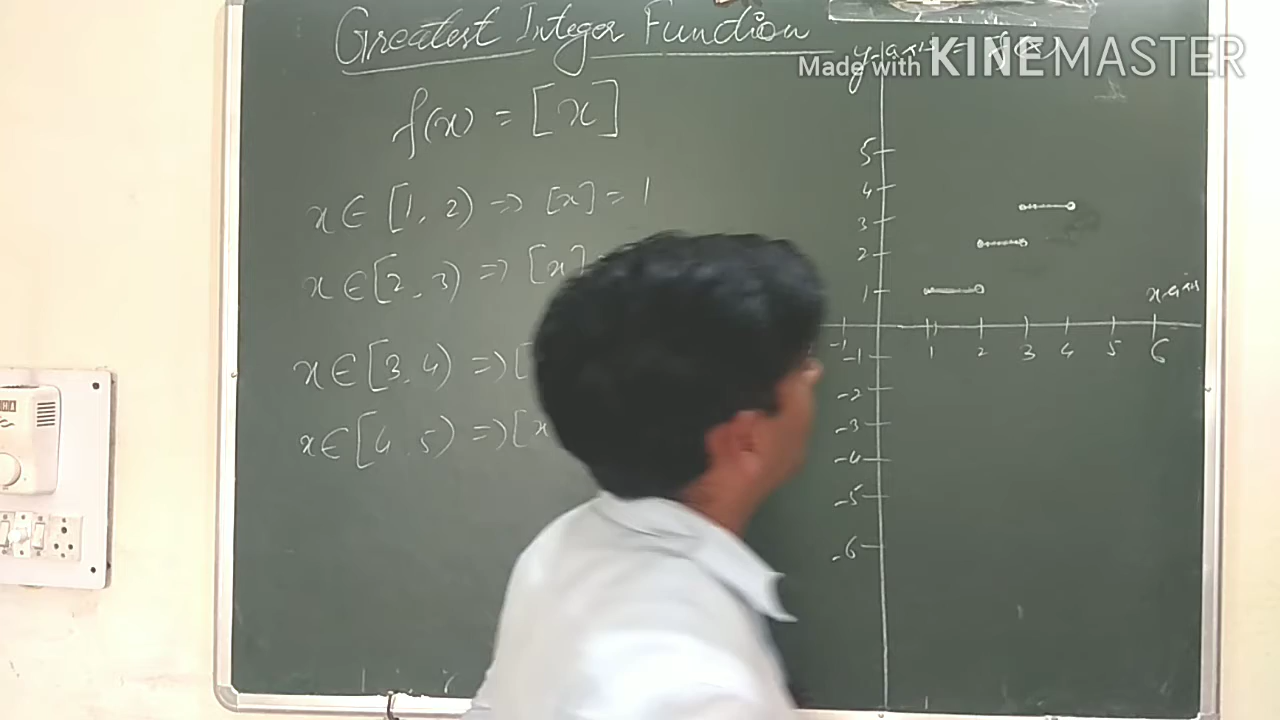 Greatest Integer Function
y-axis = f(x)
Made with KINEMASTER
f(x) = [x]
x ∈ [1, 2) => [x] = 1
x ∈ [2, 3) => [x]
x ∈ [3, 4) => [
x ∈ [4, 5) => [x
5
4
3
2
1
x-axis
-1 1 2 3 4 5 6
-1
-2
-3
-4
-5
-6